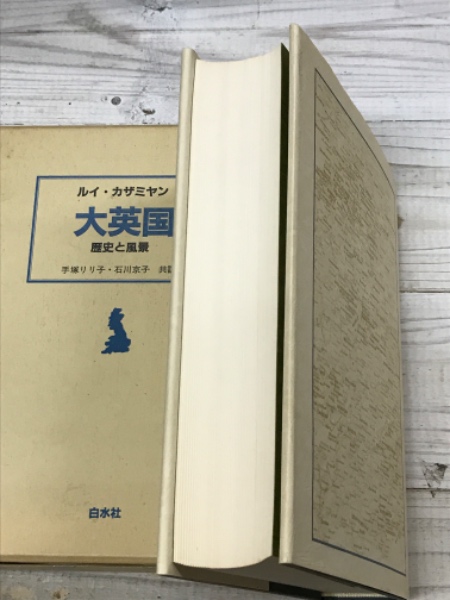 ルイ・カザミヤン
大英国
歴史と風景
手塚リリ子・石川京子 共
白水社